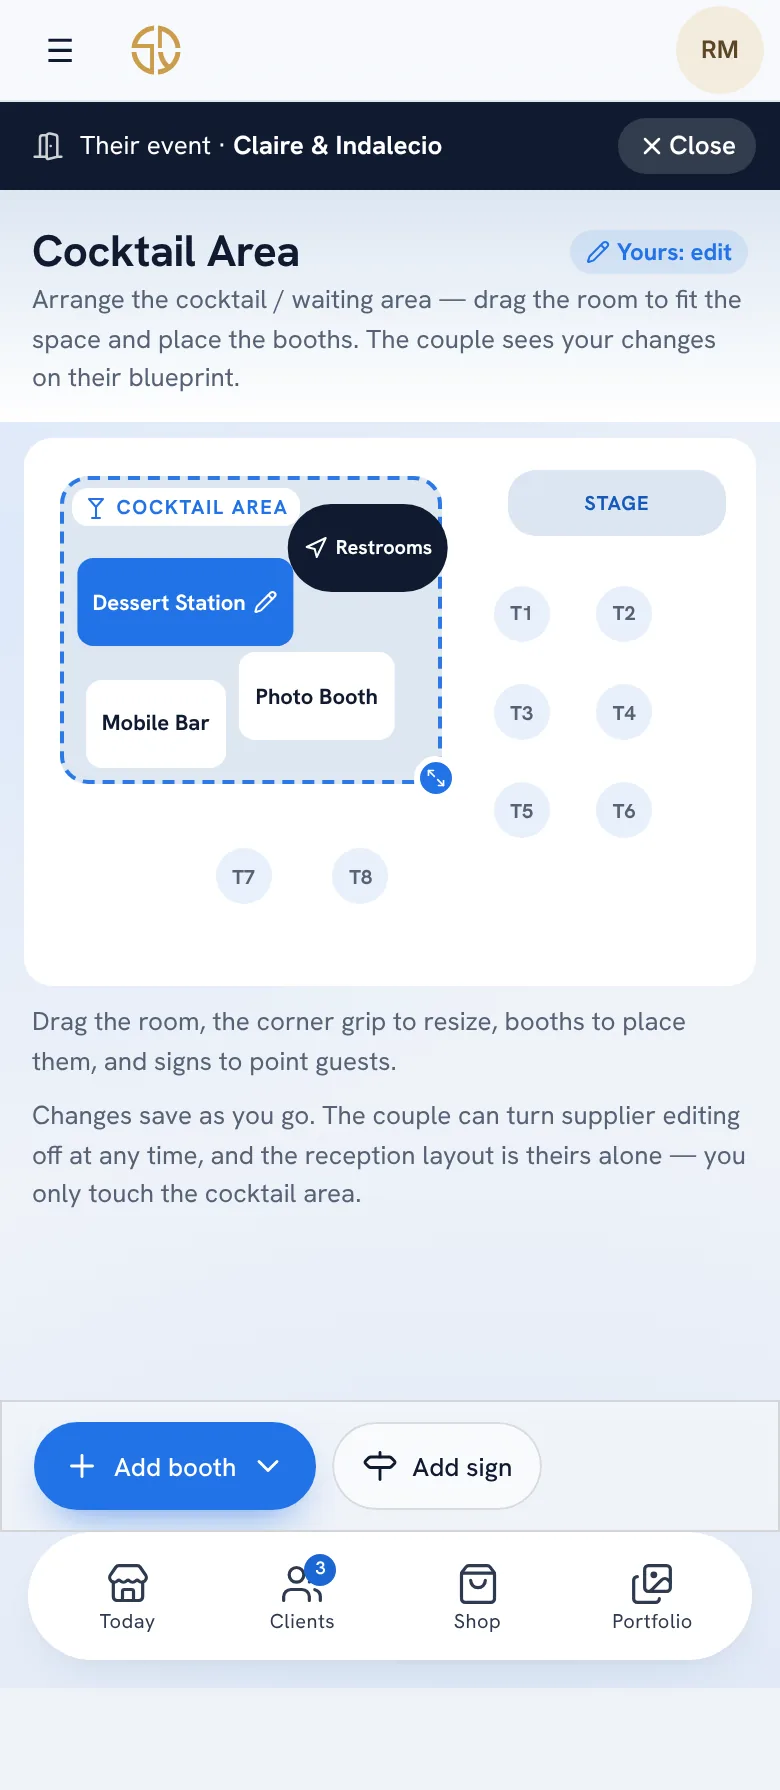 RM
Their event · Claire & Indalecio
Close
Cocktail Area
Yours: edit
Arrange the cocktail / waiting area — drag the room to fit the
space and place the booths. The couple sees your changes
on their blueprint.
COCKTAIL AREA
STAGE
Restrooms
Dessert Station
T1
T2
Photo Booth
Mobile Bar
T3
T4
T5
T6
T7
T8
Drag the room, the corner grip to resize, booths to place
them, and signs to point guests.
Changes save as you go. The couple can turn supplier editing
off at any time, and the reception layout is theirs alone — you
only touch the cocktail area.
Add booth
Add sign
3
Today
Clients
Shop
Portfolio